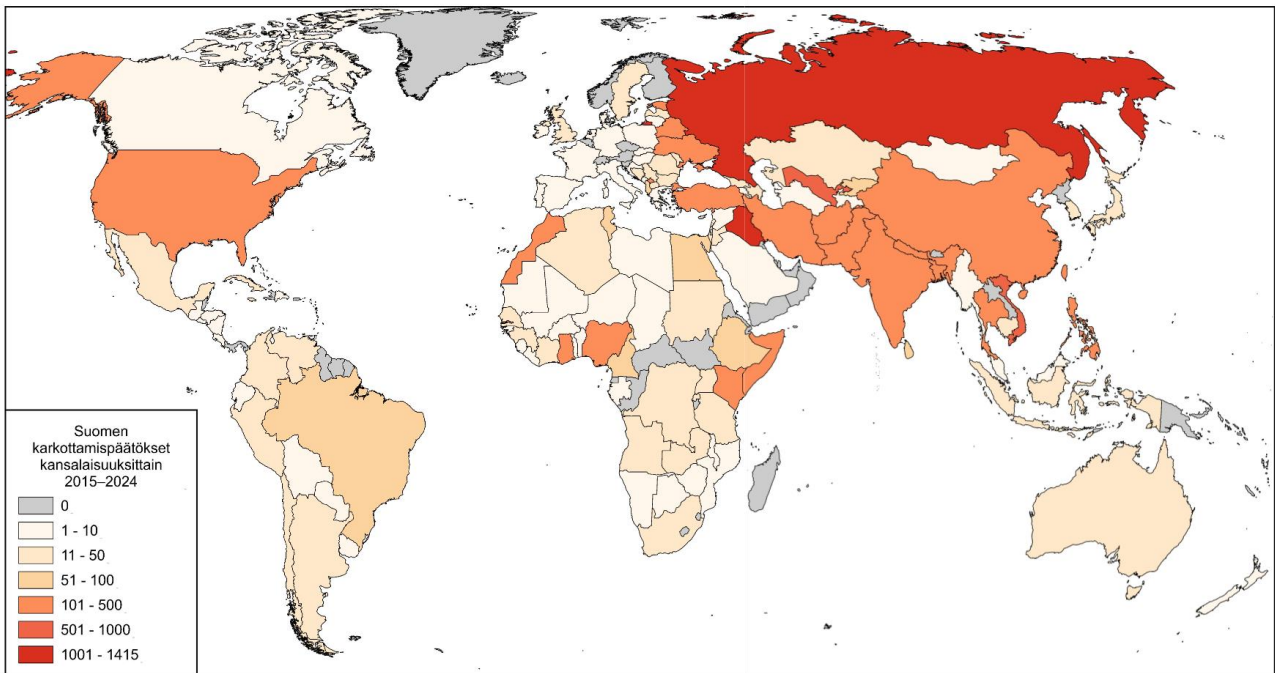 Suomen
karkottamispäätökset
kansalaisuuksittain
2015–2024
0
1 - 10
11 - 50
51 - 100
101 - 500
501 - 1000
1001 - 1415